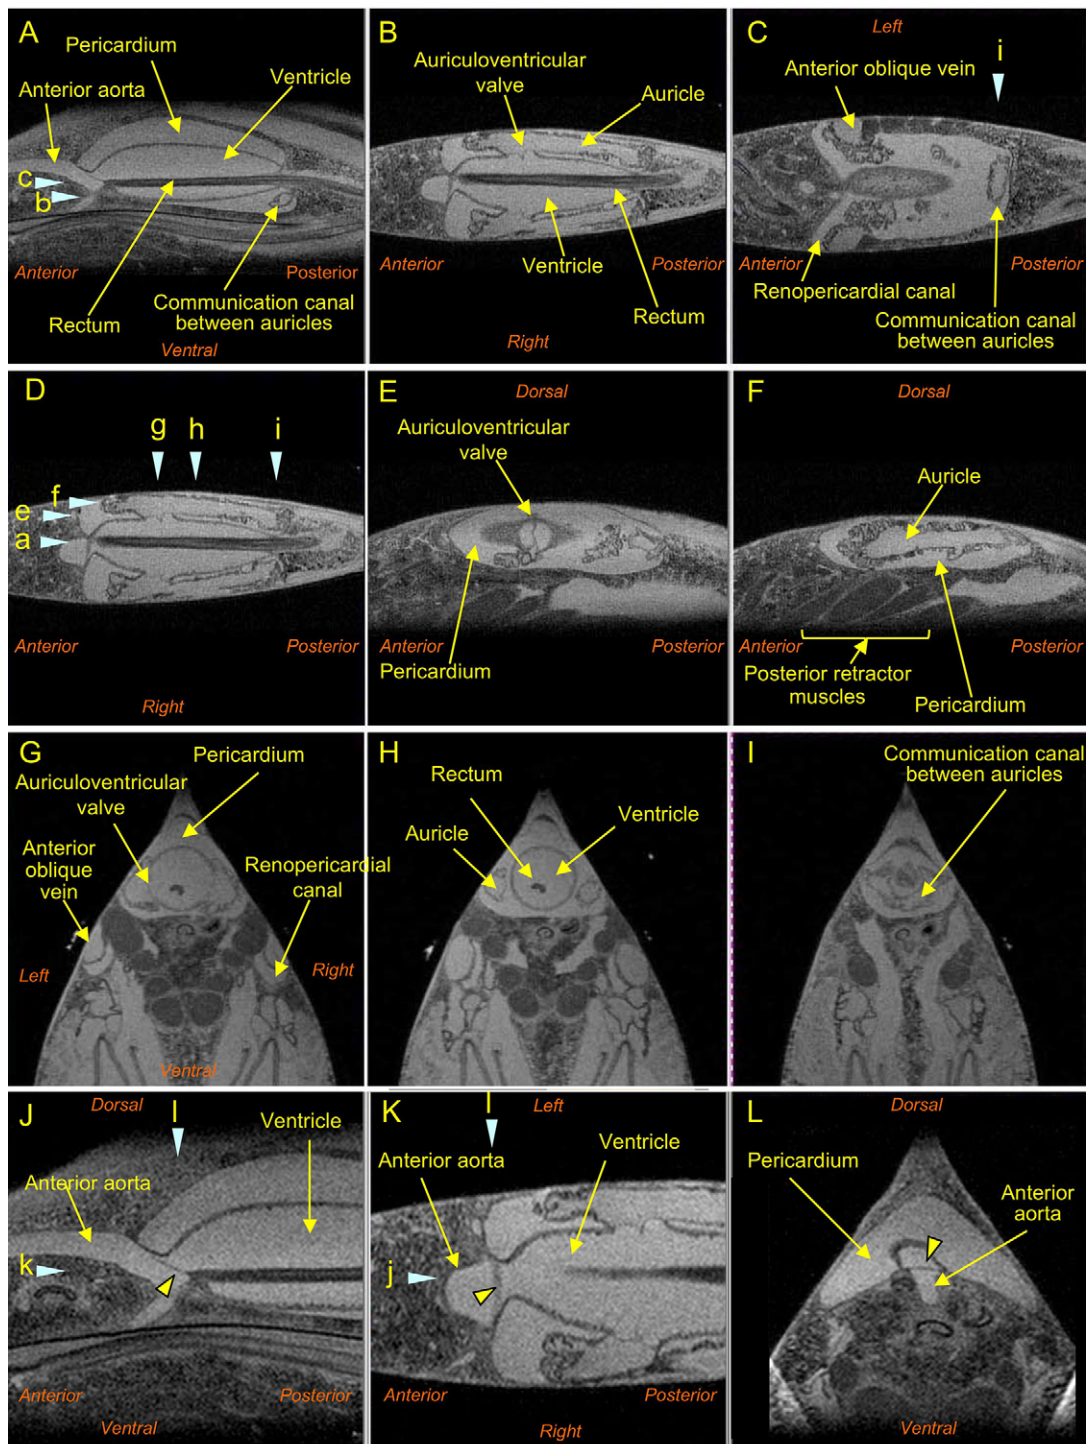 A
Pericardium
Ventricle
Anterior aorta
c
b
Anterior
Posterior
Communication canal
between auricles
Rectum
Ventral
B
Auriculoventricular
valve
Auricle
Anterior
Ventricle
Posterior
Rectum
Right
C
Left
i
Anterior oblique vein
Anterior
Posterior
Renopericardial canal
Communication canal
between auricles
D
g
h
i
f
e
a
Anterior
Posterior
Right
E
Dorsal
Auriculoventricular
valve
Anterior
Posterior
Pericardium
F
Dorsal
Auricle
Anterior
Posterior
Posterior retractor
muscles
Pericardium
G
Pericardium
Auriculoventricular
valve
Anterior
oblique
vein
Renopericardial
canal
Left
Right
Ventral
H
Rectum
Ventricle
Auricle
I
Communication canal
between auricles
J
Dorsal
l
Ventricle
Anterior aorta
k
Anterior
Posterior
Ventral
K
l
Left
Ventricle
Anterior aorta
j
Anterior
Posterior
Right
L
Dorsal
Pericardium
Anterior
aorta
Ventral